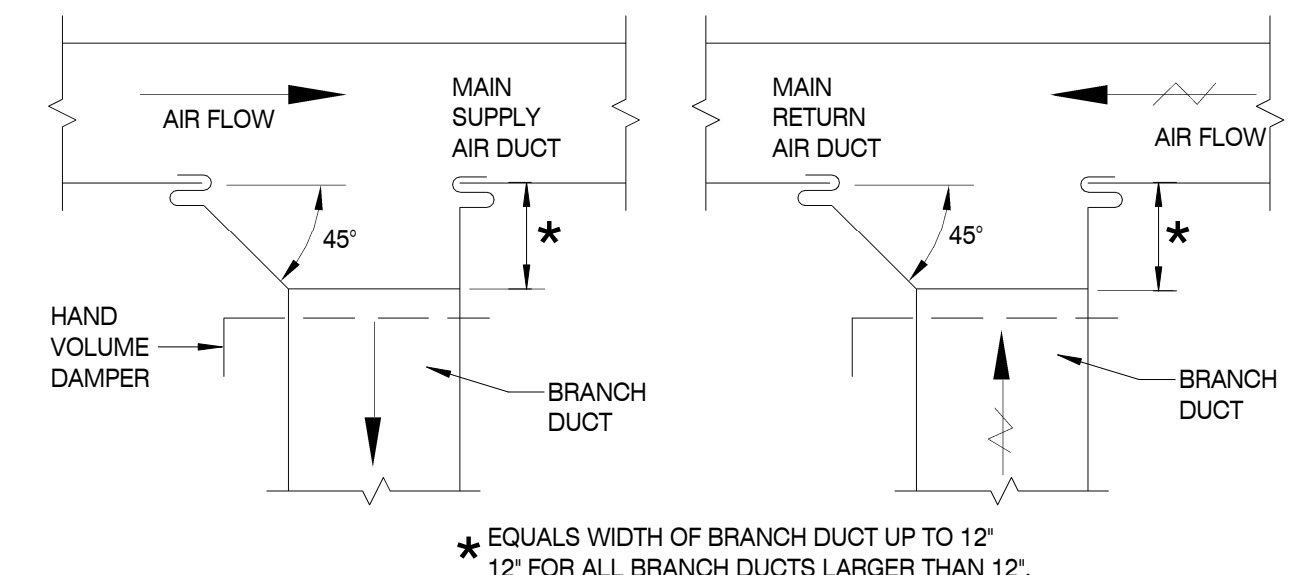 AIR FLOW
MAIN
SUPPLY
AIR DUCT
45°
*
HAND
VOLUME
DAMPER
BRANCH
DUCT
MAIN
RETURN
AIR DUCT
AIR FLOW
45°
*
BRANCH
DUCT
* EQUALS WIDTH OF BRANCH DUCT UP TO 12"
12" FOR ALL BRANCH DUCTS LARGER THAN 12".